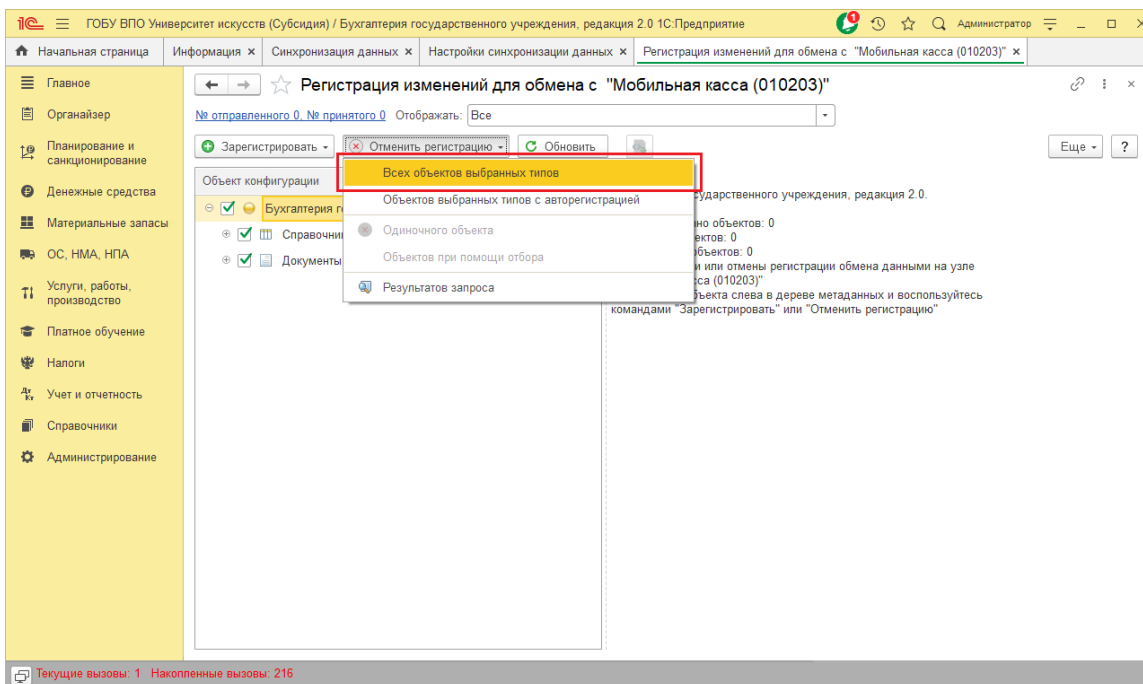 ГОБУ ВПО Университет искусств (Субсидия) / Бухгалтерия государственного учреждения, редакция 2.0 1С:Предприятие
1
Администратор
Начальная страница
Информация ×
Синхронизация данных ×
Настройки синхронизации данных ×
Регистрация изменений для обмена с "Мобильная касса (010203)" ×
Главное
Органайзер
Планирование и
санкционирование
Денежные средства
Материальные запасы
ОС, НМА, НПА
Услуги, работы,
производство
Платное обучение
Налоги
Учет и отчетность
Справочники
Администрирование
Регистрация изменений для обмена с "Мобильная касса (010203)"
№ отправленного 0, № принятого 0 Отображать: Все
Зарегистрировать
Отменить регистрацию
Обновить
Еще
?
Объект конфигурации
Бухгалтерия
Справочни
Документы
Всех объектов выбранных типов
Объектов выбранных типов с авторегистрацией
Одиночного объекта
Объектов при помощи отбора
Результатов запроса
ударственного учреждения, редакция 2.0.
но объектов: 0
ектов: 0
объектов: 0
и или отмены регистрации обмена данными на узле
сса (010203)"
бъекта слева в дереве метаданных и воспользуйтесь
командами "Зарегистрировать" или "Отменить регистрацию"
Текущие вызовы: 1 Накопленные вызовы: 216